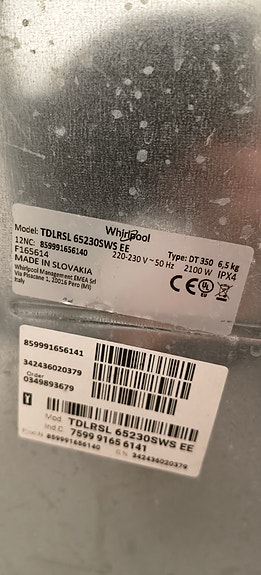 Whirlpool
Model: TDLRSL 65230SWS EE
12NC: 859991656140
F165614
MADE IN SLOVAKIA
Whirlpool Management EMEA Srl
Via Pisacane 1, 20016 Pero (MI)
Italy
Type: DT 350 6,5 kg
220-230 V ~ 50 Hz 2100 W IPX4
CE
859991656141
342436020379
Order
0349893679
Y
Mod. TDLRSL 65230SWS EE
Ind.C. 7599 9165 6141
859991656140
S.N. 342436020379